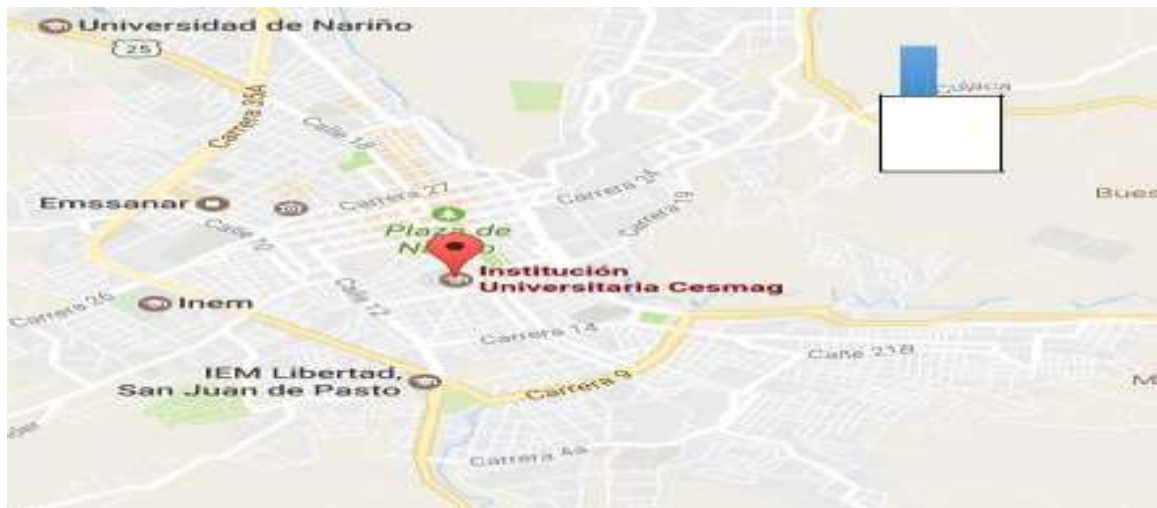 Universidad de Nariño
25
Carrera 35A
Calle 18
Carrera 27
Carrera 24
Carrera 19
Emssanar
Plaza de
Calle 10
Institución
Universitaria Cesmag
Calle 12
Inem
Carrera 26
Carrera 14
Calle 21B
IEM Libertad,
San Juan de Pasto
Carrera 9
Carrera 4a
Bues
M